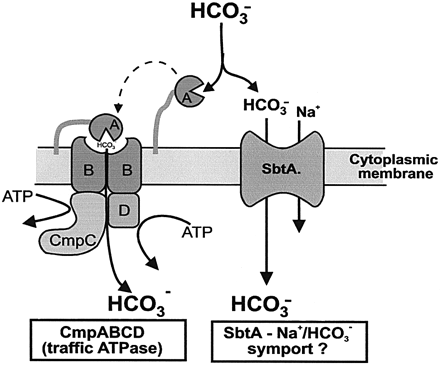 HCO₃⁻
A
HCO₃⁻
Na⁺
A
HCO₃
B
B
SbtA.
Cytoplasmic
membrane
ATP
CmpC
D
ATP
HCO₃⁻
HCO₃⁻
CmpABCD
(traffic ATPase)
SbtA - Na⁺/HCO₃⁻
symport ?